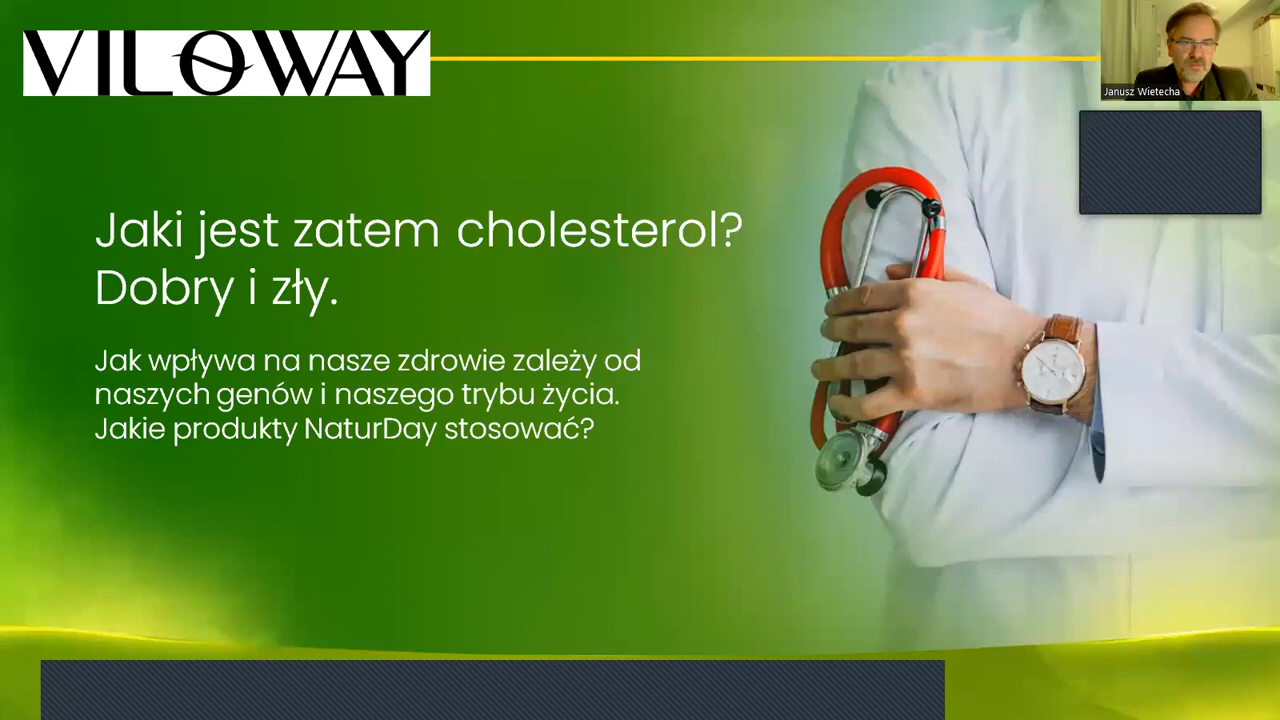 VILOWAY
Janusz Wietecha
Jaki jest zatem cholesterol?
Dobry i zły.
Jak wpływa na nasze zdrowie zależy od
naszych genów i naszego trybu życia.
Jakie produkty NaturDay stosować?